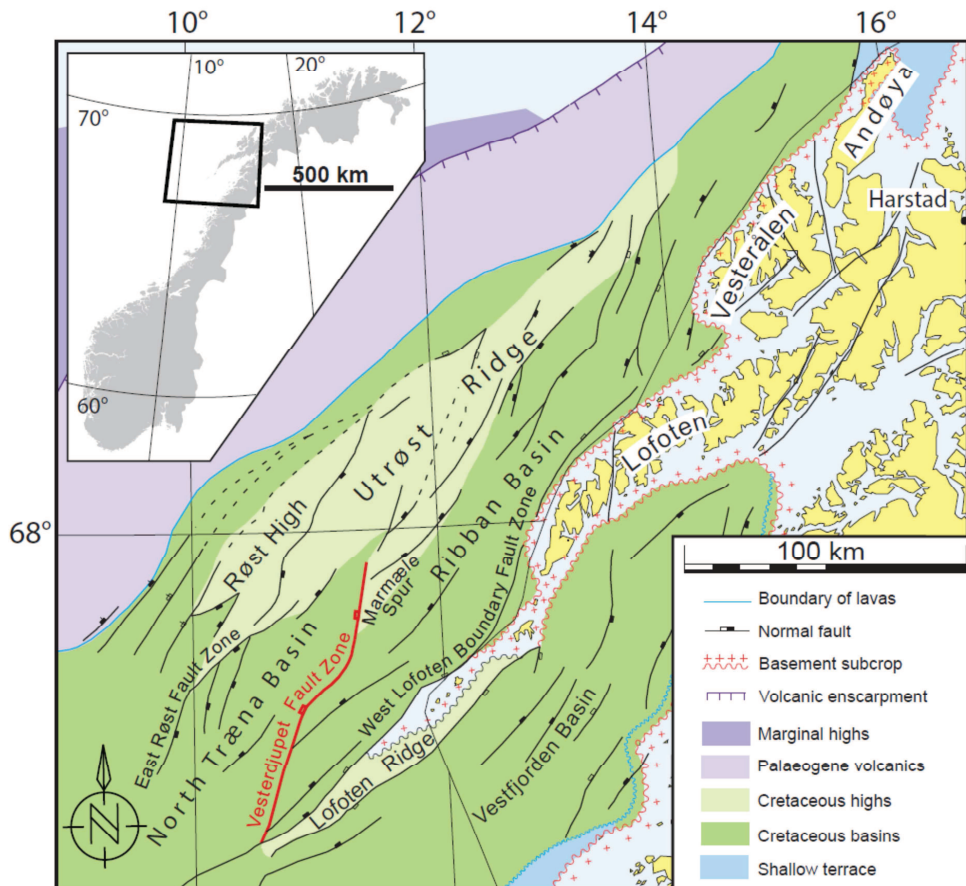 10°
12°
14°
16°
10°
20°
70°
500 km
60°
68°
Andøya
Harstad
Vesterålen
Lofoten
Utrøst Ridge
Røst High
Ribban Basin
Marmæle
Spur
West Lofoten Boundary Fault Zone
East Røst Fault Zone
North Træna Basin
Vesterdjupet Fault Zone
Lofoten Ridge
Vestfjorden Basin
N
100 km
Boundary of lavas
Normal fault
Basement subcrop
Volcanic enscarpment
Marginal highs
Palaeogene volcanics
Cretaceous highs
Cretaceous basins
Shallow terrace